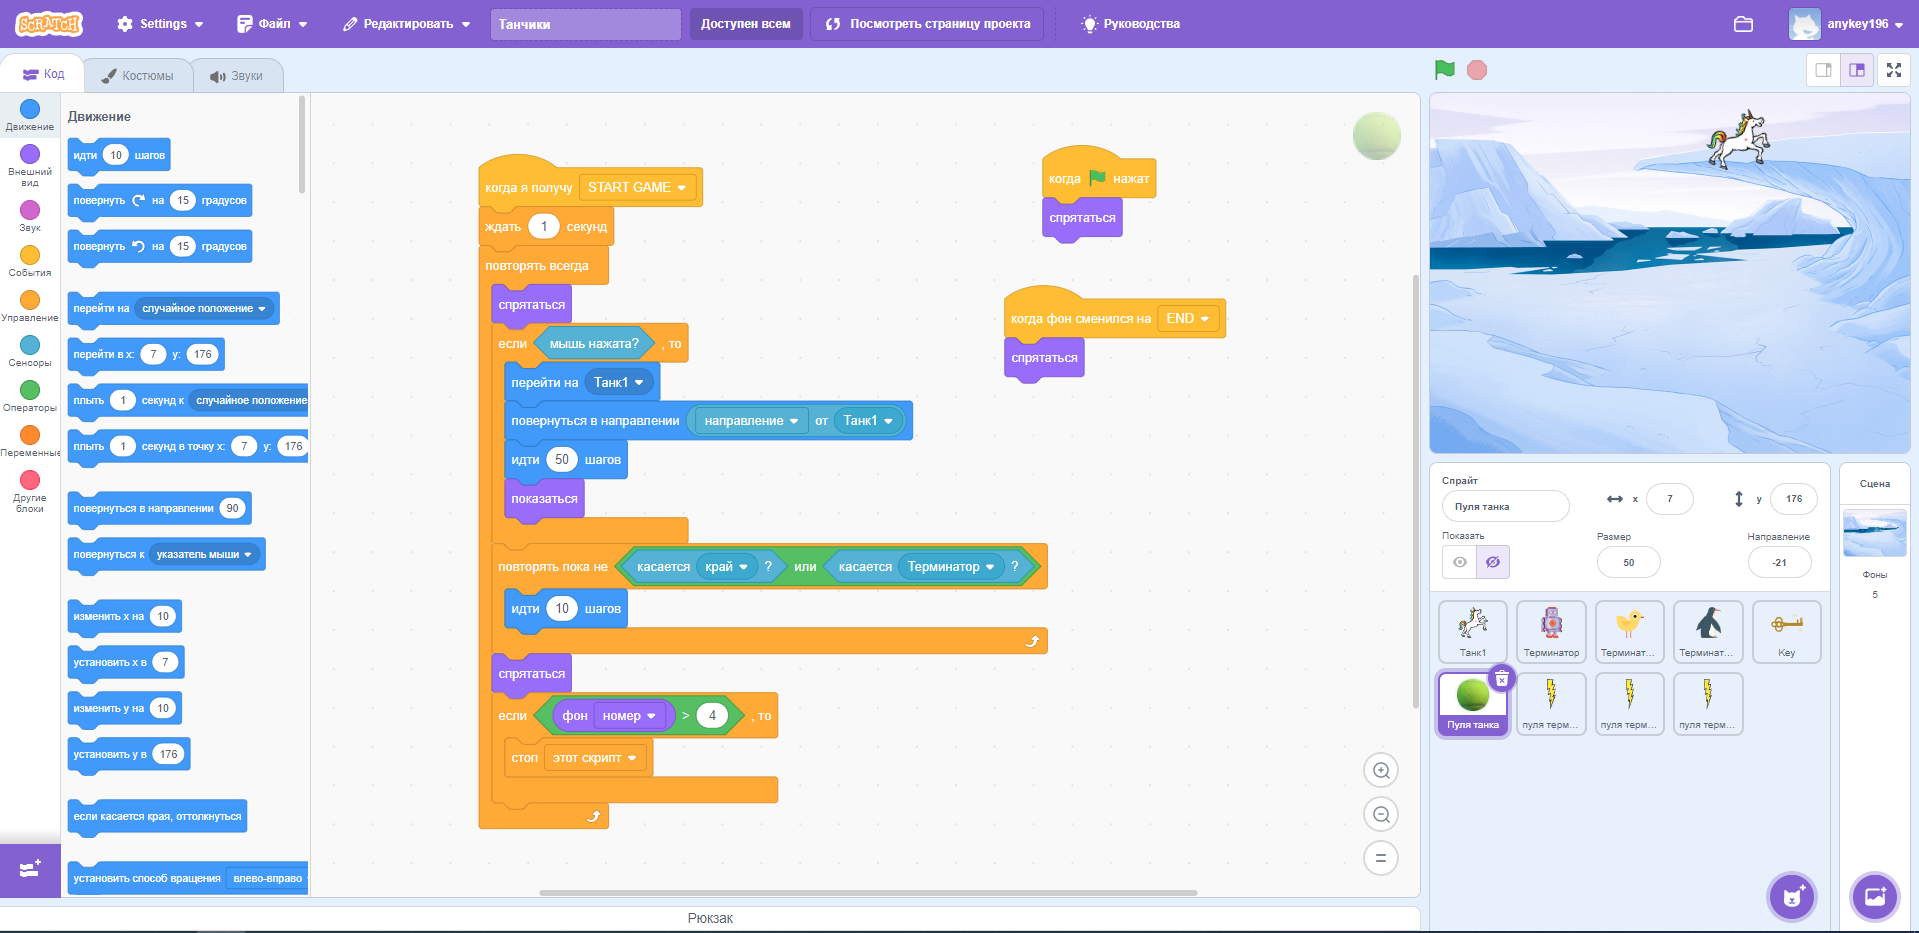 SCRATCH
Settings
Файл
Редактировать
Танчики
Доступен всем
Посмотреть страницу проекта
Руководства
anykey196
Код
Костюмы
Звуки
Движение
Внешний
вид
Звук
События
Управление
Сенсоры
Операторы
Переменные
Другие
блоки
Движение
идти 10 шагов
повернуть на 15 градусов
повернуть на 15 градусов
перейти на случайное положение
перейти в x: 7 y: 176
плыть 1 секунд к случайное положение
плыть 1 секунд в точку x: 7 y: 176
повернуться в направлении 90
повернуться к указатель мыши
изменить x на 10
установить x в 7
изменить y на 10
установить y в 176
если касается края, оттолкнуться
установить способ вращения влево-вправо
когда я получу START GAME
ждать 1 секунд
повторять всегда
спрятаться
если мышь нажата? , то
перейти на Танк1
повернуться в направлении направление от Танк1
идти 50 шагов
показаться
повторять пока не касается край ? или касается Терминатор ?
идти 10 шагов
спрятаться
если фон номер > 4 , то
стоп этот скрипт
когда нажат
спрятаться
когда фон сменился на END
спрятаться
Рюкзак
Спрайт
Пуля танка
x 7
y 176
Показать
Размер
50
Направление
-21
Танк1
Терминатор
Терминат...
Терминат...
Key
Пуля танка
пуля терм...
пуля терм...
пуля терм...
Сцена
Фоны
5